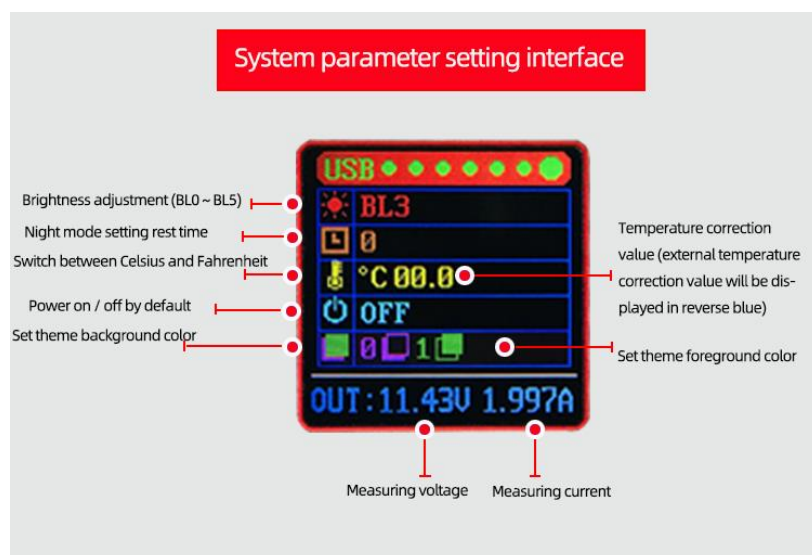 System parameter setting interface
USB
Brightness adjustment (BL0 ~ BL5)
BL3
Night mode setting rest time
0
Switch between Celsius and Fahrenheit
°C 00.0
Temperature correction
value (external temperature
correction value will be dis-
played in reverse blue)
Power on / off by default
OFF
Set theme background color
0 1
Set theme foreground color
OUT:11.43V 1.997A
Measuring voltage
Measuring current